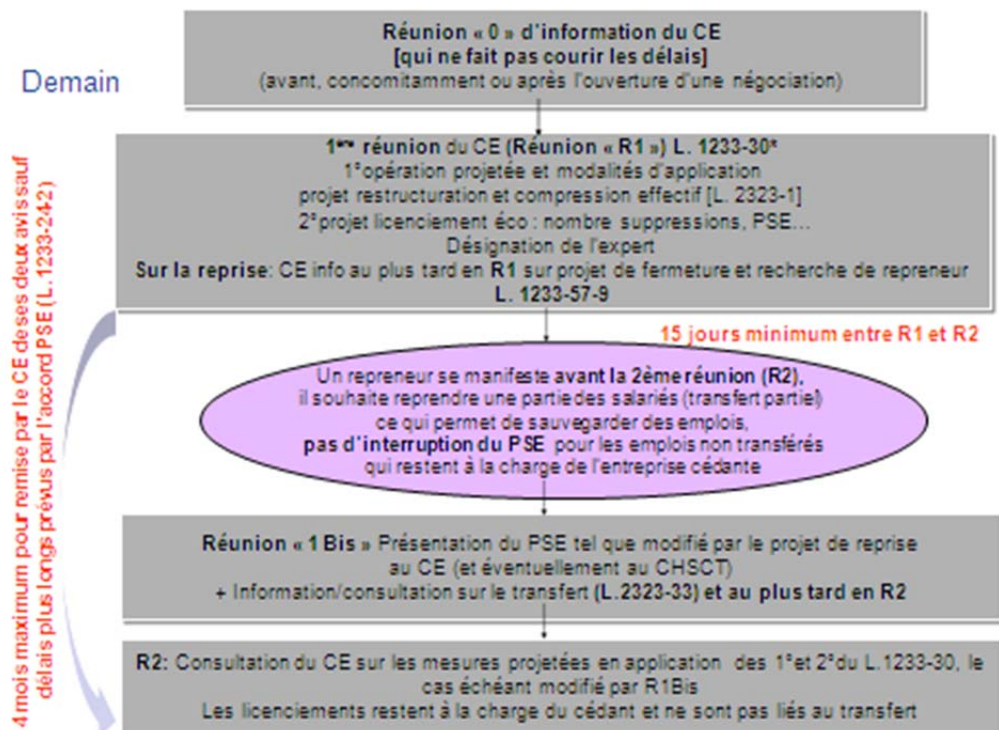 Demain
Réunion « 0 » d'information du CE
[qui ne fait pas courir les délais]
(avant, concomitamment ou après l'ouverture d'une négociation)
1ère réunion du CE (Réunion « R1 ») L. 1233-30*
1°opération projetée et modalités d'application
projet restructuration et compression effectif [L. 2323-1]
2°projet licenciement éco : nombre suppressions, PSE...
Désignation de l'expert
Sur la reprise: CE info au plus tard en R1 sur projet de fermeture et recherche de repreneur
L. 1233-57-9
15 jours minimum entre R1 et R2
Un repreneur se manifeste avant la 2ème réunion (R2),
il souhaite reprendre une partie des salariés (transfert partiel)
ce qui permet de sauvegarder des emplois,
pas d'interruption du PSE pour les emplois non transférés
qui restent à la charge de l'entreprise cédante
Réunion « 1 Bis » Présentation du PSE tel que modifié par le projet de reprise
au CE (et éventuellement au CHSCT)
+ Information/consultation sur le transfert (L.2323-33) et au plus tard en R2
R2: Consultation du CE sur les mesures projetées en application des 1°et 2°du L.1233-30, le
cas échéant modifié par R1Bis
Les licenciements restent à la charge du cédant et ne sont pas liés au transfert
4 mois maximum pour remise par le CE de ses deux avis sauf
délais plus longs prévus par l'accord PSE (L. 1233-24-2)